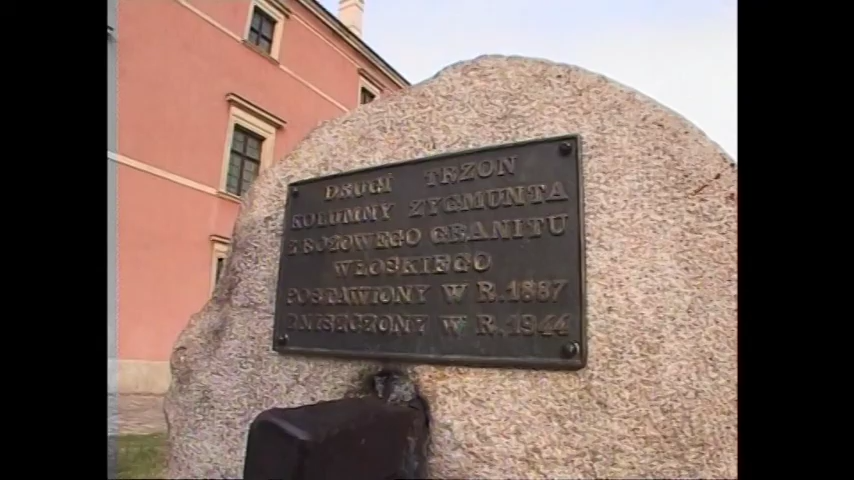 DRUGI TRZON
KOLUMNY ZYGMUNTA
Z RÓŻOWEGO GRANITU
WŁOSKIEGO
POSTAWIONY W R. 1887
ZNISZCZONY W R. 1944